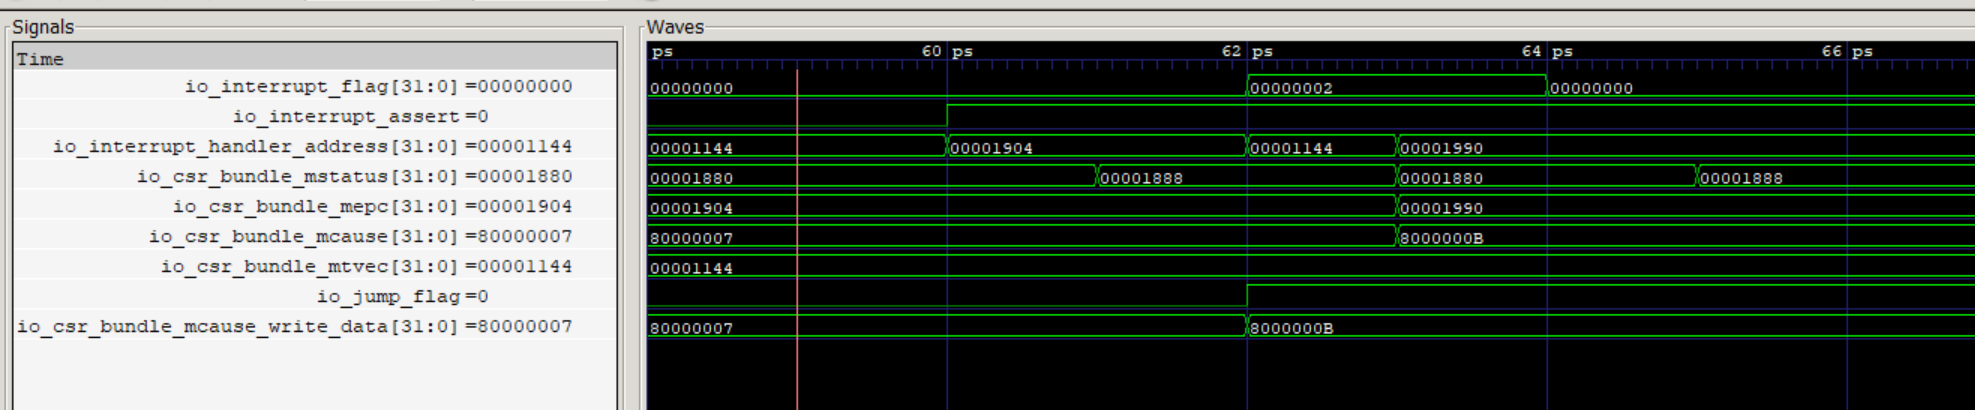 Signals
Time
io_interrupt_flag[31:0] =00000000
io_interrupt_assert =0
io_interrupt_handler_address[31:0] =00001144
io_csr_bundle_mstatus[31:0] =00001880
io_csr_bundle_mepc[31:0] =00001904
io_csr_bundle_mcause[31:0] =80000007
io_csr_bundle_mtvec[31:0] =00001144
io_jump_flag =0
io_csr_bundle_mcause_write_data[31:0] =80000007
Waves
ps 60 ps 62 ps 64 ps 66 ps
00000000 00000002 00000000
00001144 00001904 00001144 00001990
00001880 00001888 00001880 00001888
00001904 00001990
80000007 8000000B
00001144
80000007 8000000B